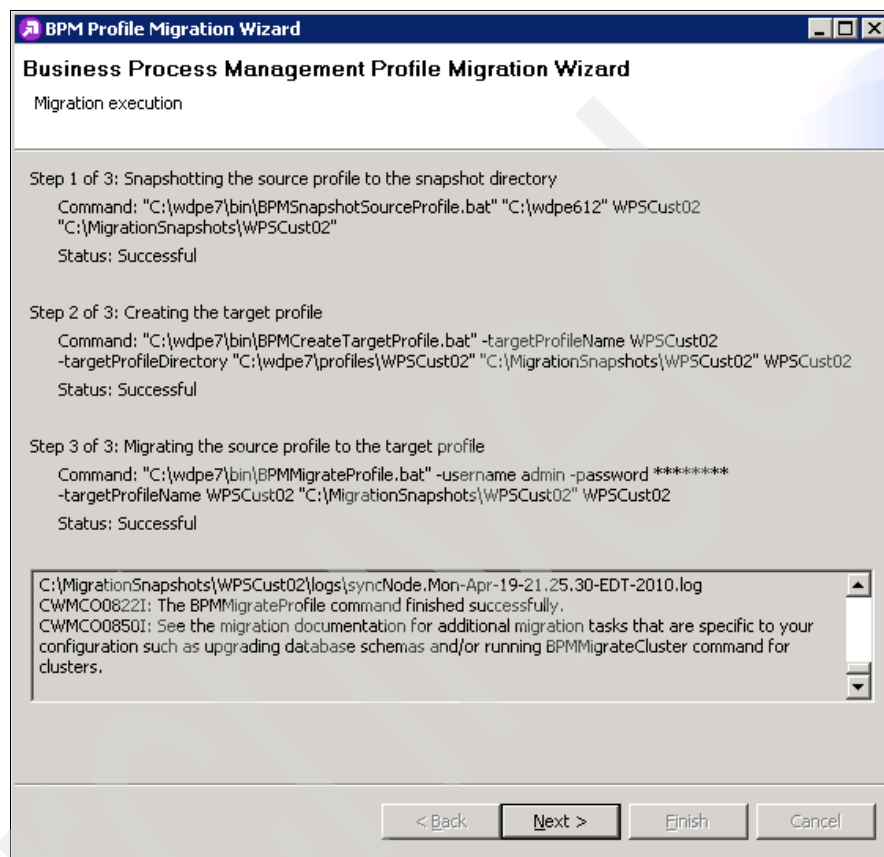 BPM Profile Migration Wizard
Business Process Management Profile Migration Wizard
Migration execution
Step 1 of 3: Snapshotting the source profile to the snapshot directory
Command: "C:\wdpe7\bin\BPMSnapshotSourceProfile.bat" "C:\wdpe612" WPSCust02
"C:\MigrationSnapshots\WPSCust02"
Status: Successful
Step 2 of 3: Creating the target profile
Command: "C:\wdpe7\bin\BPMCreateTargetProfile.bat" -targetProfileName WPSCust02
-targetProfileDirectory "C:\wdpe7\profiles\WPSCust02" "C:\MigrationSnapshots\WPSCust02" WPSCust02
Status: Successful
Step 3 of 3: Migrating the source profile to the target profile
Command: "C:\wdpe7\bin\BPMMigrateProfile.bat" -username admin -password ********
-targetProfileName WPSCust02 "C:\MigrationSnapshots\WPSCust02" WPSCust02
Status: Successful
C:\MigrationSnapshots\WPSCust02\logs\syncNode.Mon-Apr-19-21.25.30-EDT-2010.log
CWMCO0822I: The BPMMigrateProfile command finished successfully.
CWMCO0850I: See the migration documentation for additional migration tasks that are specific to your
configuration such as upgrading database schemas and/or running BPMMigrateCluster command for
clusters.
< Back Next > Finish Cancel